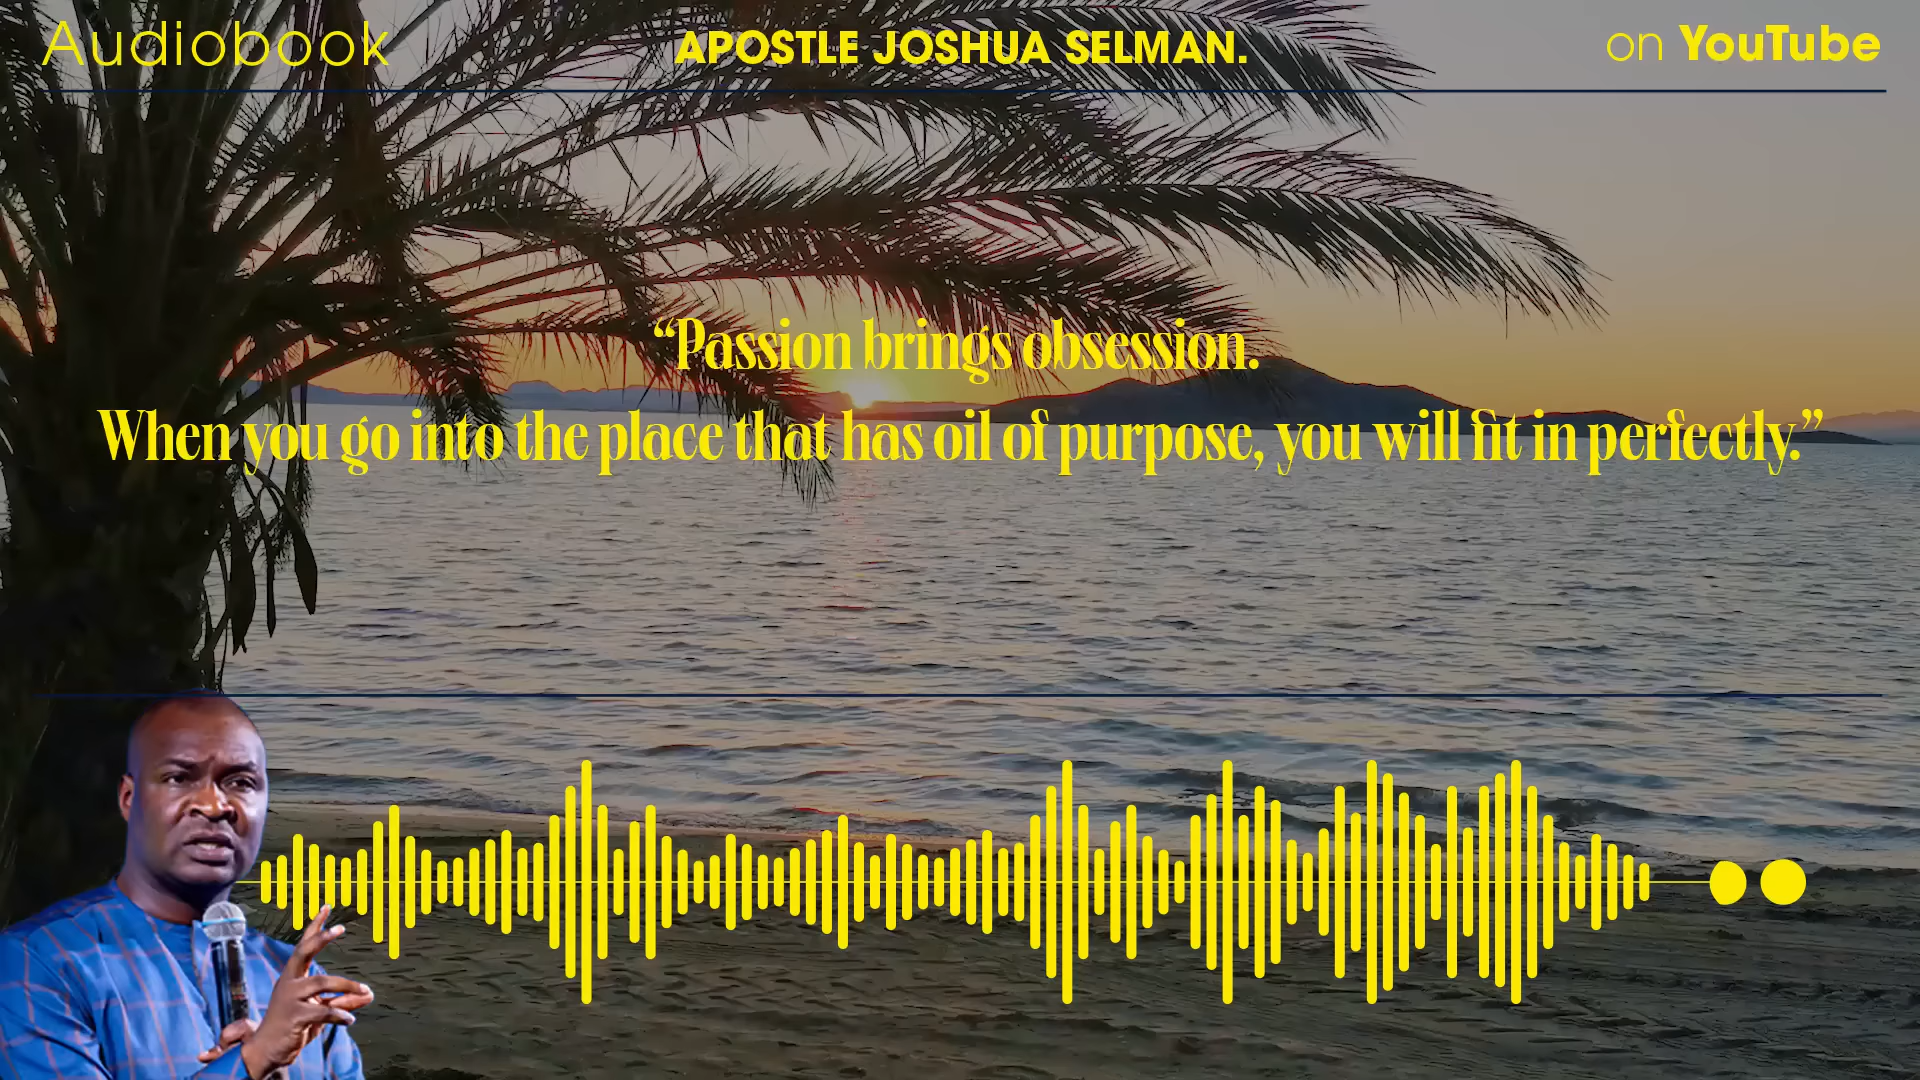 Audiobook
APOSTLE JOSHUA SELMAN.
on YouTube
“Passion brings obsession.
When you go into the place that has oil of purpose, you will fit in perfectly.”